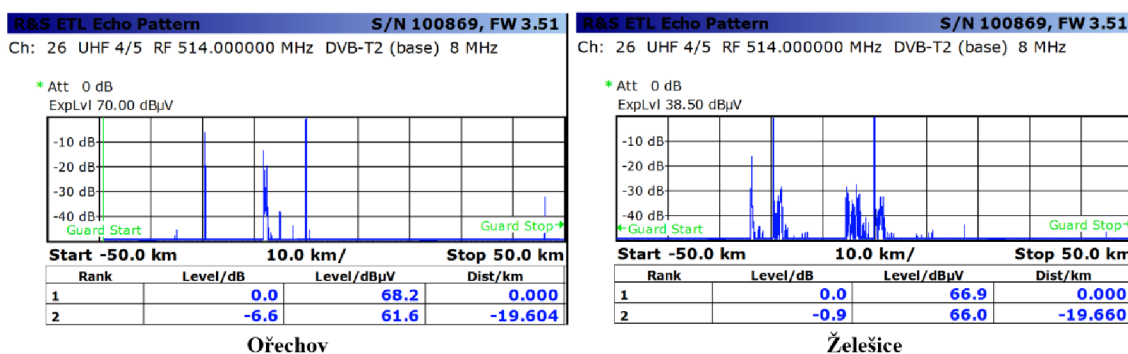 R&S ETL Echo Pattern S/N 100869, FW 3.51
Ch: 26 UHF 4/5 RF 514.000000 MHz DVB-T2 (base) 8 MHz
* Att 0 dB
ExpLvl 70.00 dBµV
-10 dB
-20 dB
-30 dB
-40 dB
Guard Start Guard Stop→
Start -50.0 km 10.0 km/ Stop 50.0 km
Rank Level/dB Level/dBµV Dist/km
1 0.0 68.2 0.000
2 -6.6 61.6 -19.604
Ořechov
R&S ETL Echo Pattern S/N 100869, FW 3.51
Ch: 26 UHF 4/5 RF 514.000000 MHz DVB-T2 (base) 8 MHz
* Att 0 dB
ExpLvl 38.50 dBµV
-10 dB
-20 dB
-30 dB
-40 dB
←Guard Start Guard Stop→
Start -50.0 km 10.0 km/ Stop 50.0 km
Rank Level/dB Level/dBµV Dist/km
1 0.0 66.9 0.000
2 -0.9 66.0 -19.660
Želešice